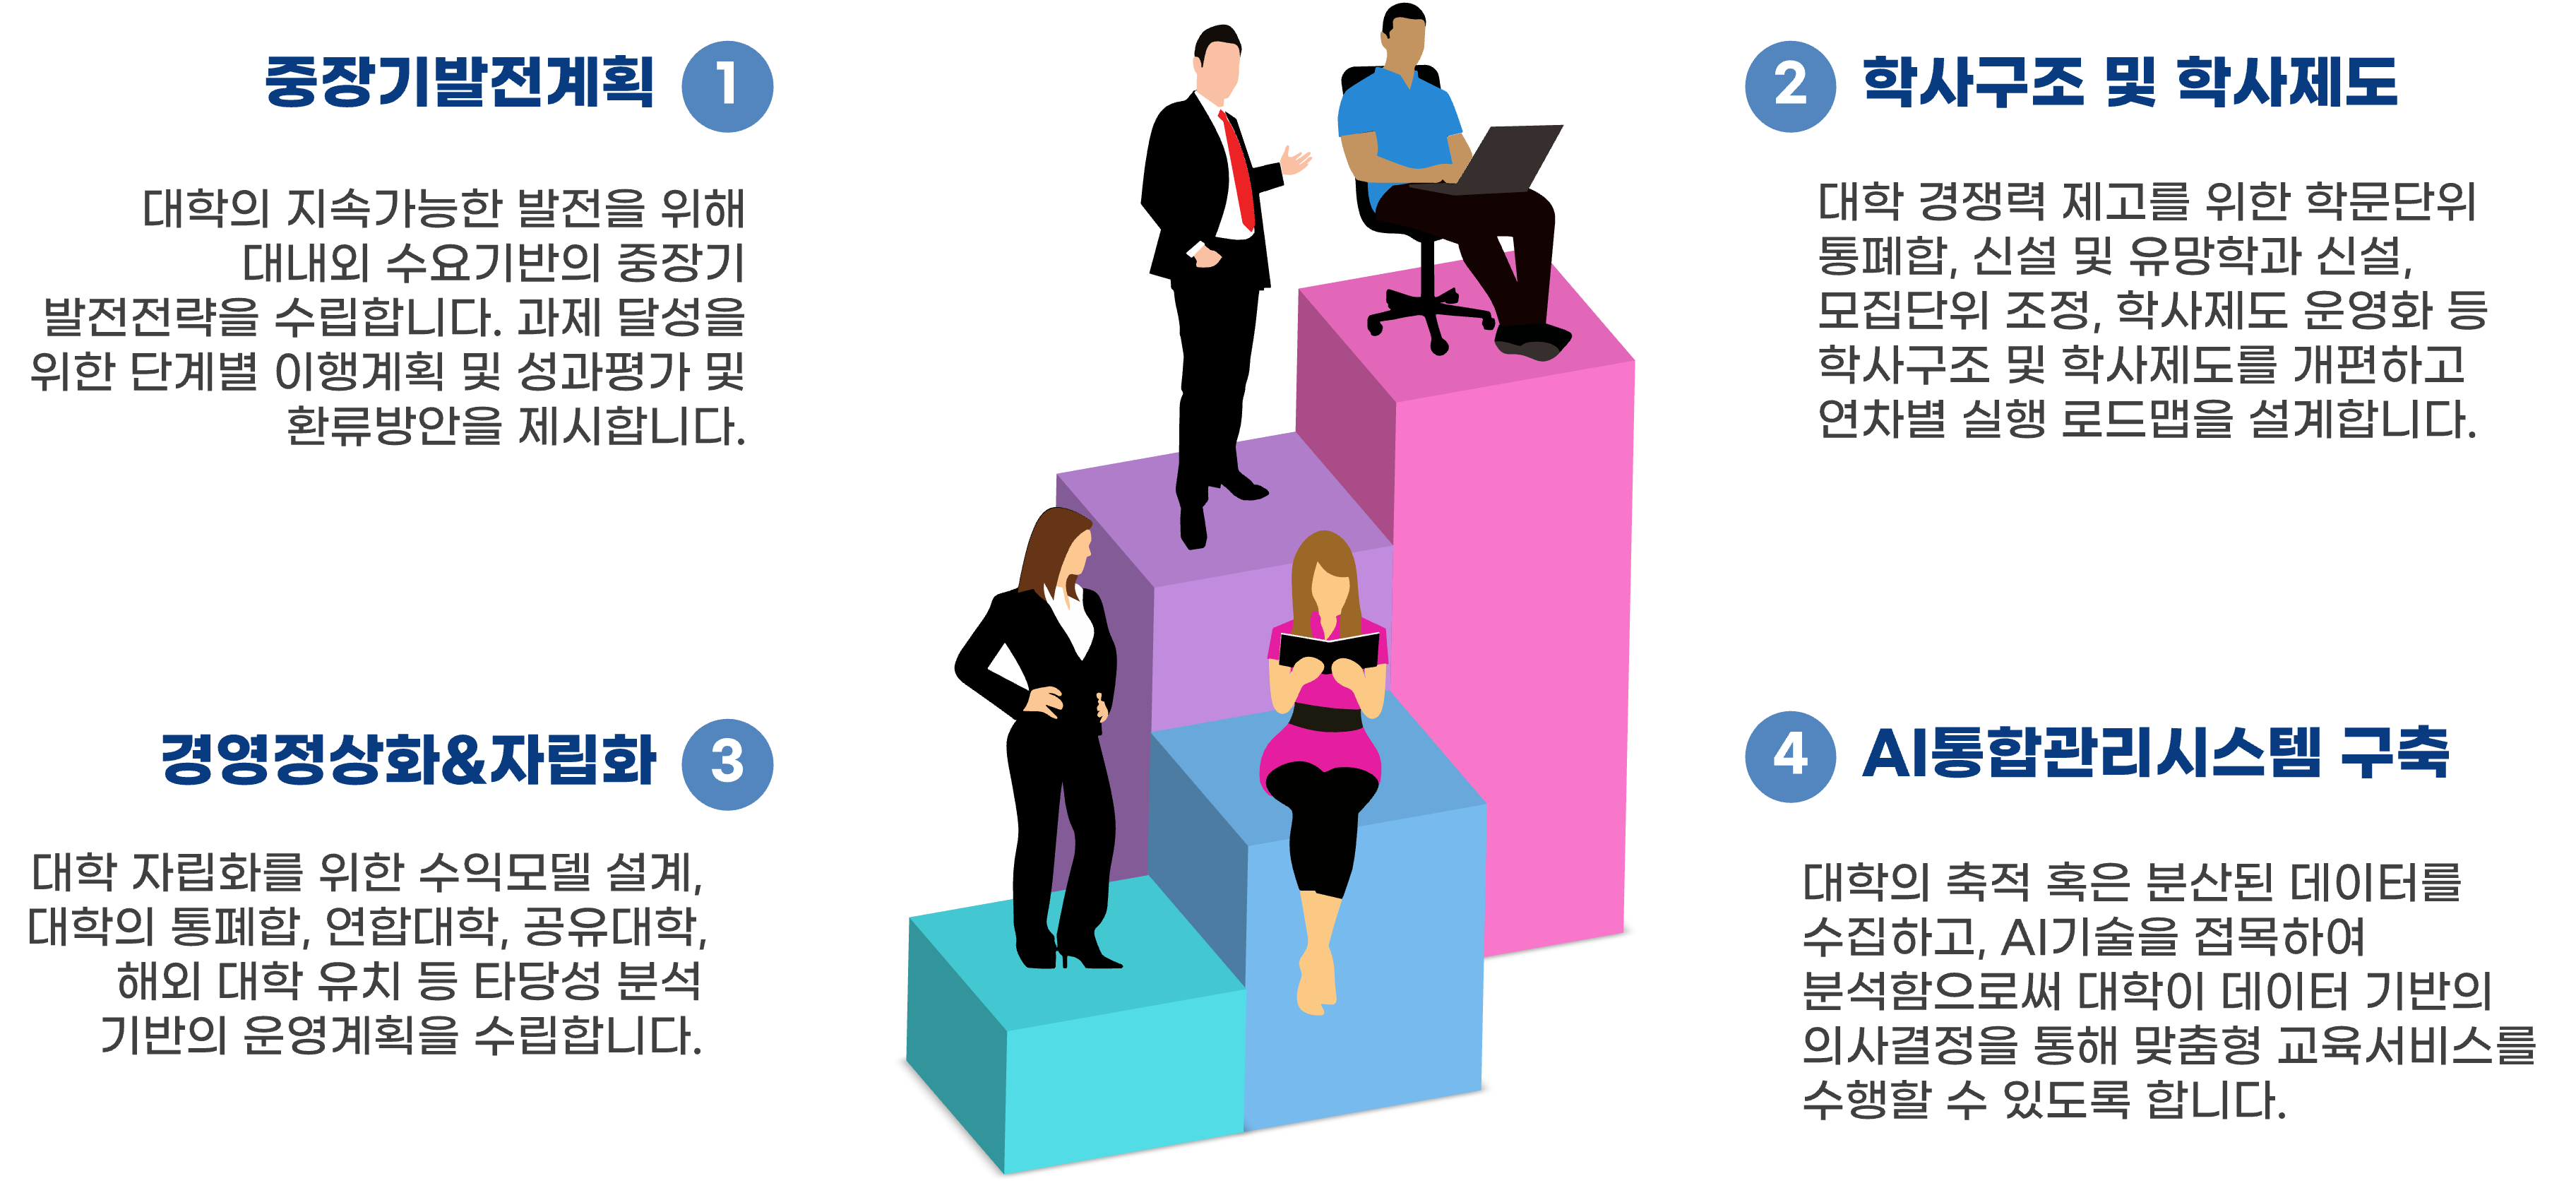 중장기발전계획 1
대학의 지속가능한 발전을 위해
대내외 수요기반의 중장기
발전전략을 수립합니다. 과제 달성을
위한 단계별 이행계획 및 성과평가 및
환류방안을 제시합니다.
2 학사구조 및 학사제도
대학 경쟁력 제고를 위한 학문단위
통폐합, 신설 및 유망학과 신설,
모집단위 조정, 학사제도 운영화 등
학사구조 및 학사제도를 개편하고
연차별 실행 로드맵을 설계합니다.
경영정상화&자립화 3
대학 자립화를 위한 수익모델 설계,
대학의 통폐합, 연합대학, 공유대학,
해외 대학 유치 등 타당성 분석
기반의 운영계획을 수립합니다.
4 AI통합관리시스템 구축
대학의 축적 혹은 분산된 데이터를
수집하고, AI기술을 접목하여
분석함으로써 대학이 데이터 기반의
의사결정을 통해 맞춤형 교육서비스를
수행할 수 있도록 합니다.